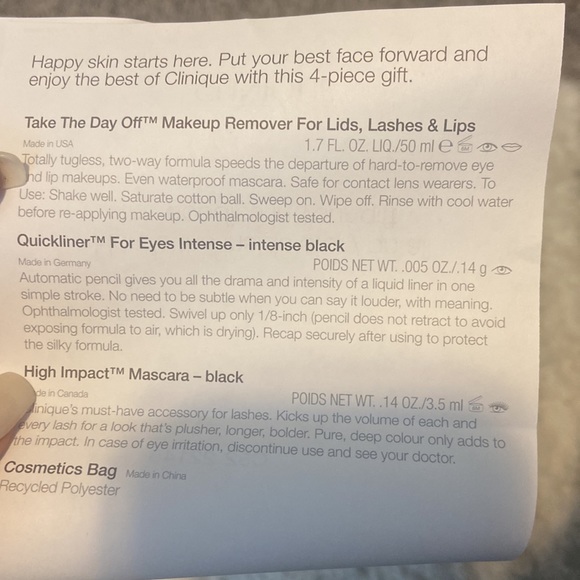 Happy skin starts here. Put your best face forward and
enjoy the best of Clinique with this 4-piece gift.
Take The Day Off™ Makeup Remover For Lids, Lashes & Lips
Made in USA 1.7 FL. OZ. LIQ./50 ml ℮
Totally tugless, two-way formula speeds the departure of hard-to-remove eye
nd lip makeups. Even waterproof mascara. Safe for contact lens wearers. To
Use: Shake well. Saturate cotton ball. Sweep on. Wipe off. Rinse with cool water
before re-applying makeup. Ophthalmologist tested.
Quickliner™ For Eyes Intense – intense black
Made in Germany POIDS NET WT. .005 OZ./.14 g
Automatic pencil gives you all the drama and intensity of a liquid liner in one
simple stroke. No need to be subtle when you can say it louder, with meaning.
Ophthalmologist tested. Swivel up only 1/8-inch (pencil does not retract to avoid
exposing formula to air, which is drying). Recap securely after using to protect
the silky formula.
High Impact™ Mascara – black
de in Canada POIDS NET WT. .14 OZ./3.5 ml
linique's must-have accessory for lashes. Kicks up the volume of each and
every lash for a look that's plusher, longer, bolder. Pure, deep colour only adds to
the impact. In case of eye irritation, discontinue use and see your doctor.
Cosmetics Bag Made in China
Recycled Polyester